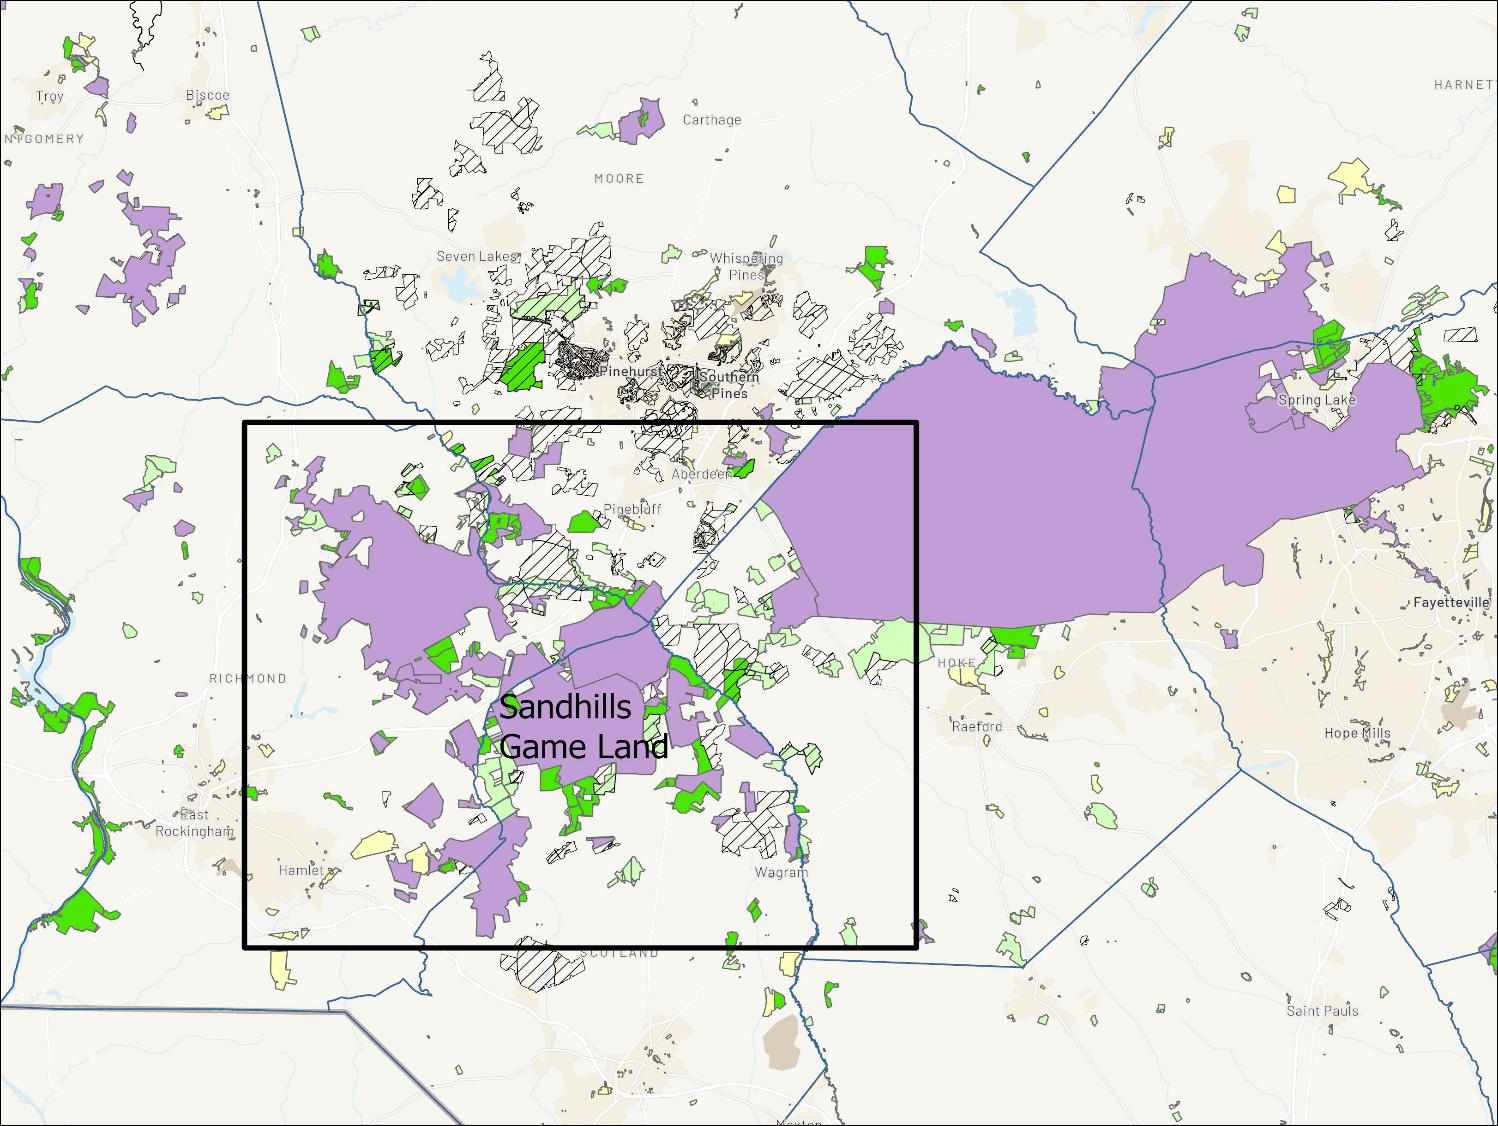 HARNETT
Troy
Biscoe
NTGOMERY
Carthage
MOORE
Seven Lakes
Whispering
Pines
Pinehurst
Southern
Pines
Spring Lake
Aberdeen
Pinebluff
Fayetteville
HOKE
RICHMOND
Sandhills
Game Land
Raeford
Hope Mills
East
Rockingham
Hamlet
Wagram
SCOTLAND
Saint Pauls
Maxton